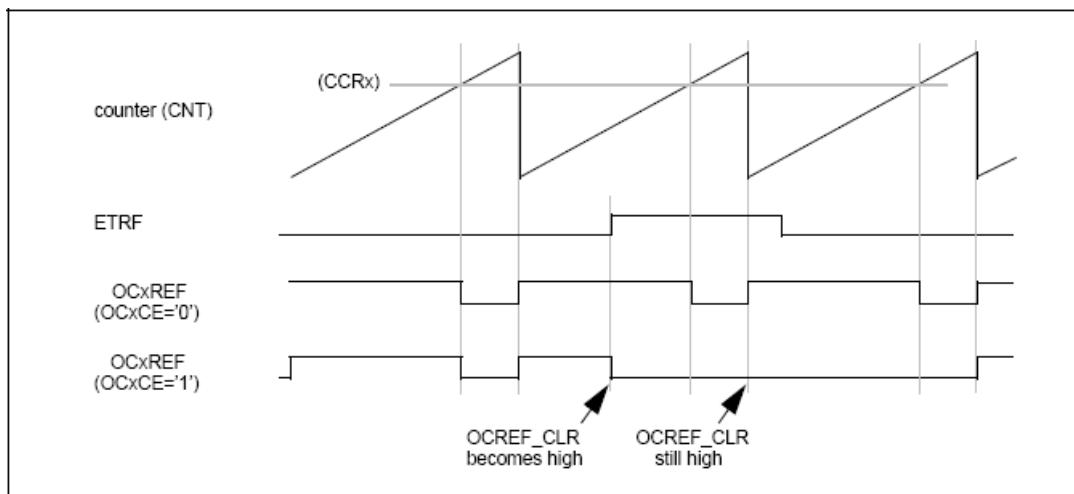 (CCRx)
counter (CNT)
ETRF
OCxREF
(OCxCE='0')
OCxREF
(OCxCE='1')
OCREF_CLR
becomes high
OCREF_CLR
still high